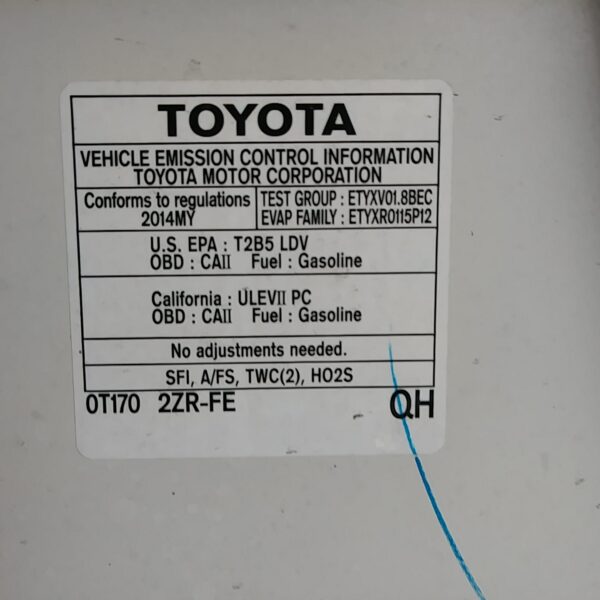 TOYOTA
VEHICLE EMISSION CONTROL INFORMATION
TOYOTA MOTOR CORPORATION
Conforms to regulations
2014MY
TEST GROUP : ETYXV01.8BEC
EVAP FAMILY : ETYXR0115P12
U.S. EPA : T2B5 LDV
OBD : CAII Fuel : Gasoline
California : ULEVII PC
OBD : CAII Fuel : Gasoline
No adjustments needed.
SFI, A/FS, TWC(2), HO2S
0T170 2ZR-FE QH